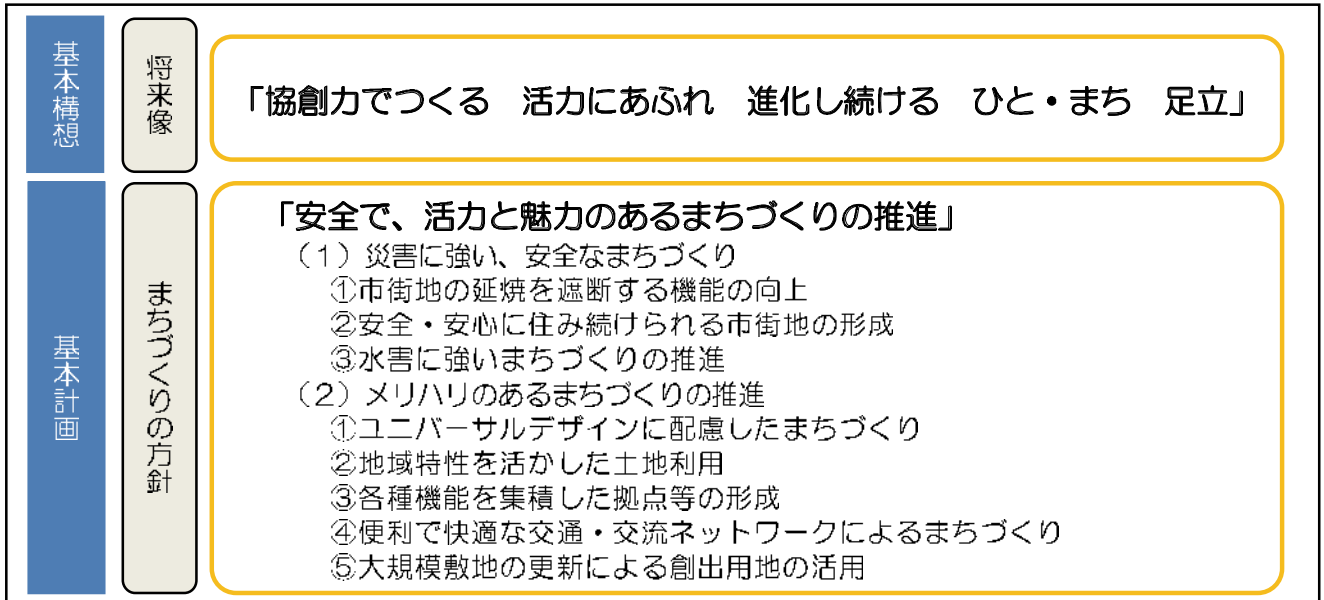 基本構想
将来像
「協創力でつくる　活力にあふれ　進化し続ける　ひと・まち　足立」
基本計画
まちづくりの方針
「安全で、活力と魅力のあるまちづくりの推進」
（１）災害に強い、安全なまちづくり
①市街地の延焼を遮断する機能の向上
②安全・安心に住み続けられる市街地の形成
③水害に強いまちづくりの推進
（２）メリハリのあるまちづくりの推進
①ユニバーサルデザインに配慮したまちづくり
②地域特性を活かした土地利用
③各種機能を集積した拠点等の形成
④便利で快適な交通・交流ネットワークによるまちづくり
⑤大規模敷地の更新による創出用地の活用